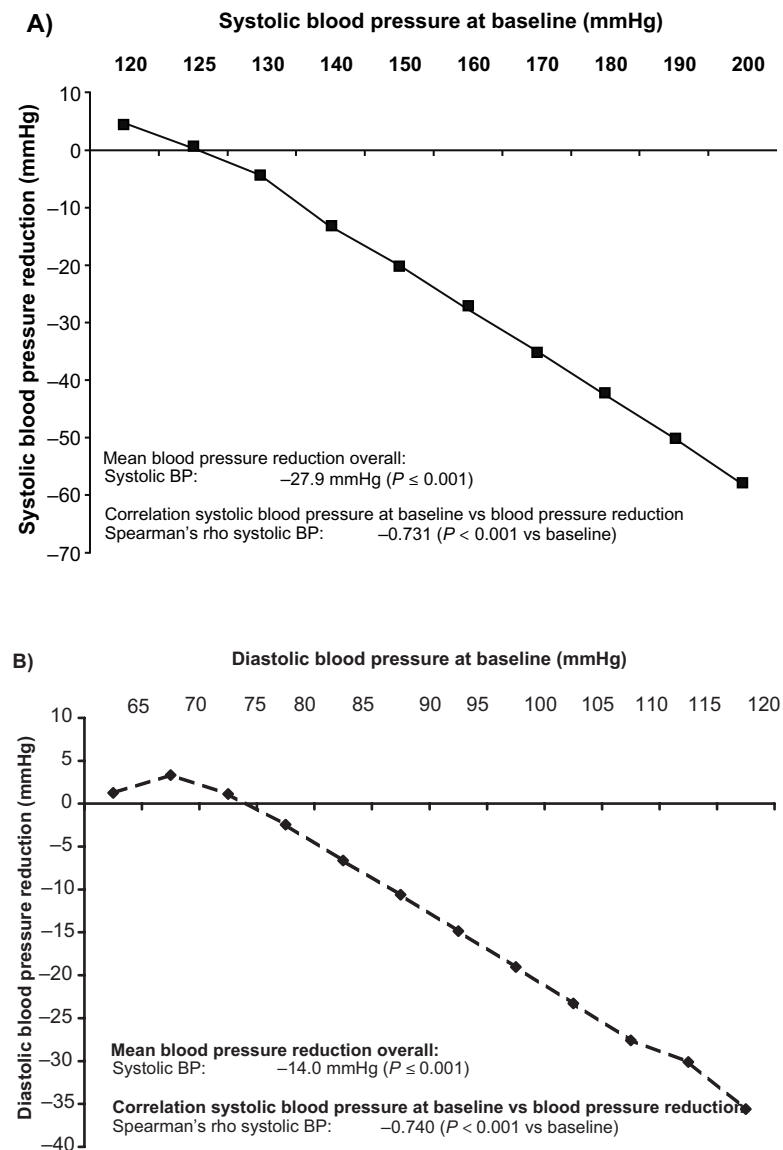 A)
Systolic blood pressure at baseline (mmHg)
120 125 130 140 150 160 170 180 190 200
Systolic blood pressure reduction (mmHg)
10
0
–10
–20
–30
–40
–50
–60
–70
Mean blood pressure reduction overall:
Systolic BP: –27.9 mmHg (P ≤ 0.001)
Correlation systolic blood pressure at baseline vs blood pressure reduction
Spearman's rho systolic BP: –0.731 (P < 0.001 vs baseline)
B)
Diastolic blood pressure at baseline (mmHg)
65 70 75 80 85 90 95 100 105 110 115 120
Diastolic blood pressure reduction (mmHg)
10
5
0
–5
–10
–15
–20
–25
–30
–35
–40
Mean blood pressure reduction overall:
Systolic BP: –14.0 mmHg (P ≤ 0.001)
Correlation systolic blood pressure at baseline vs blood pressure reduction
Spearman's rho systolic BP: –0.740 (P < 0.001 vs baseline)